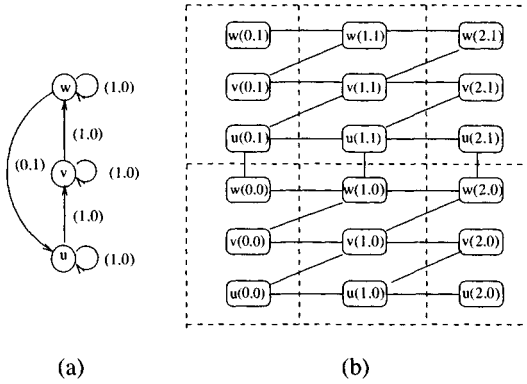 w
(1.0)
(1.0)
(0.1)
v
(1.0)
(1.0)
u
(1.0)
(a)
w(0.1) w(1.1) w(2.1)
v(0.1) v(1.1) v(2.1)
u(0.1) u(1.1) u(2.1)
w(0.0) w(1.0) w(2.0)
v(0.0) v(1.0) v(2.0)
u(0.0) u(1.0) u(2.0)
(b)